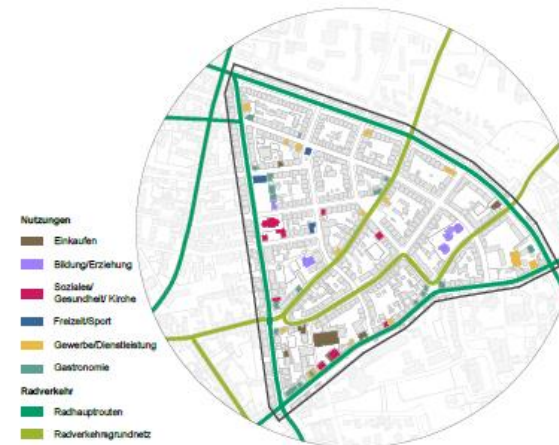 Nutzungen
Einkaufen
Bildung/Erziehung
Soziales/
Gesundheit/ Kirche
Freizeit/Sport
Gewerbe/Dienstleistung
Gastronomie
Radverkehr
Radhauptrouten
Radverkehrsgrundnetz